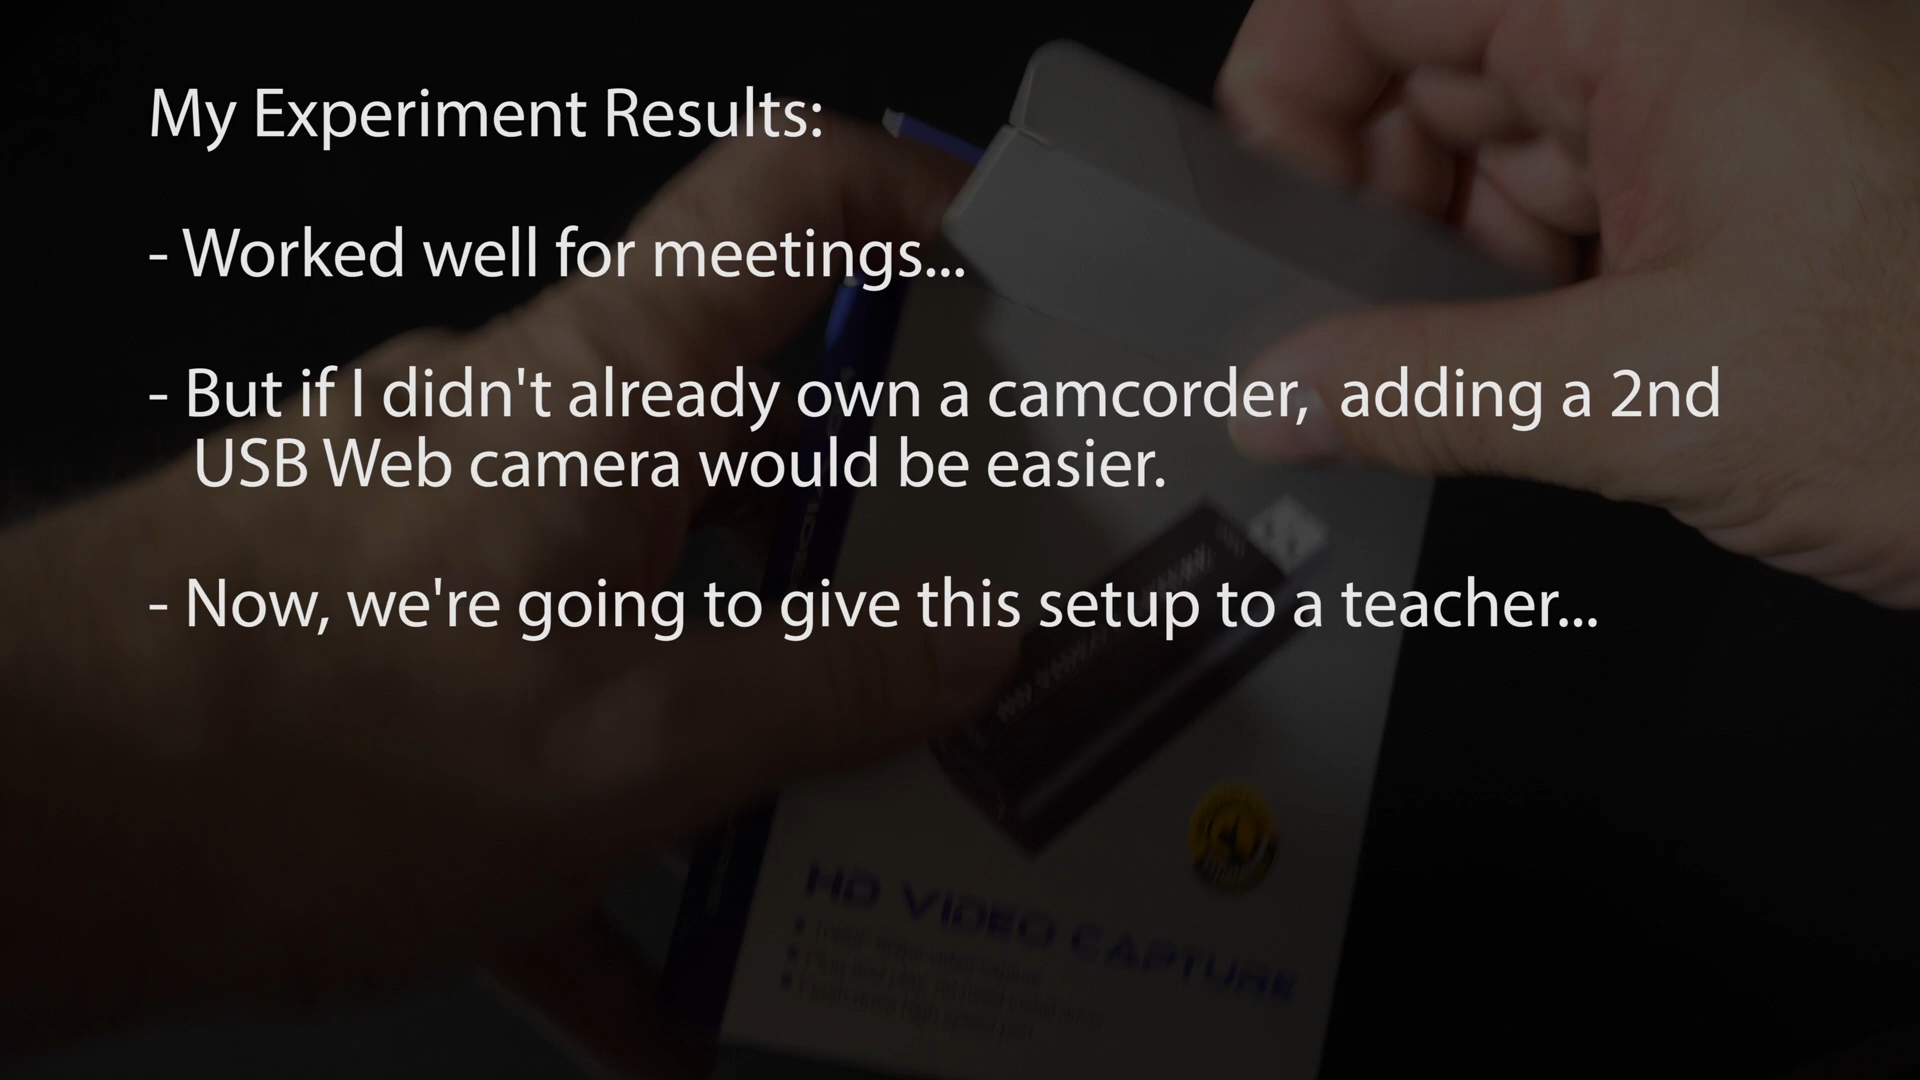 My Experiment Results:
- Worked well for meetings...
- But if I didn't already own a camcorder,  adding a 2nd
USB Web camera would be easier.
- Now, we're going to give this setup to a teacher...
HD VIDEO CAPTURE